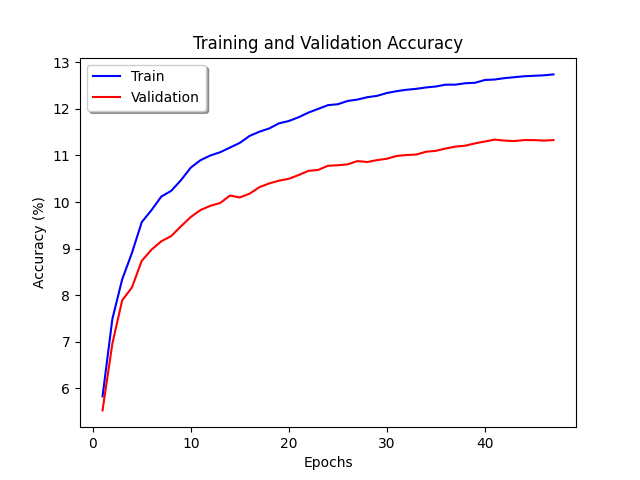 Training and Validation Accuracy
Train
Validation
13
12
11
10
9
8
7
6
Accuracy (%)
0 10 20 30 40
Epochs